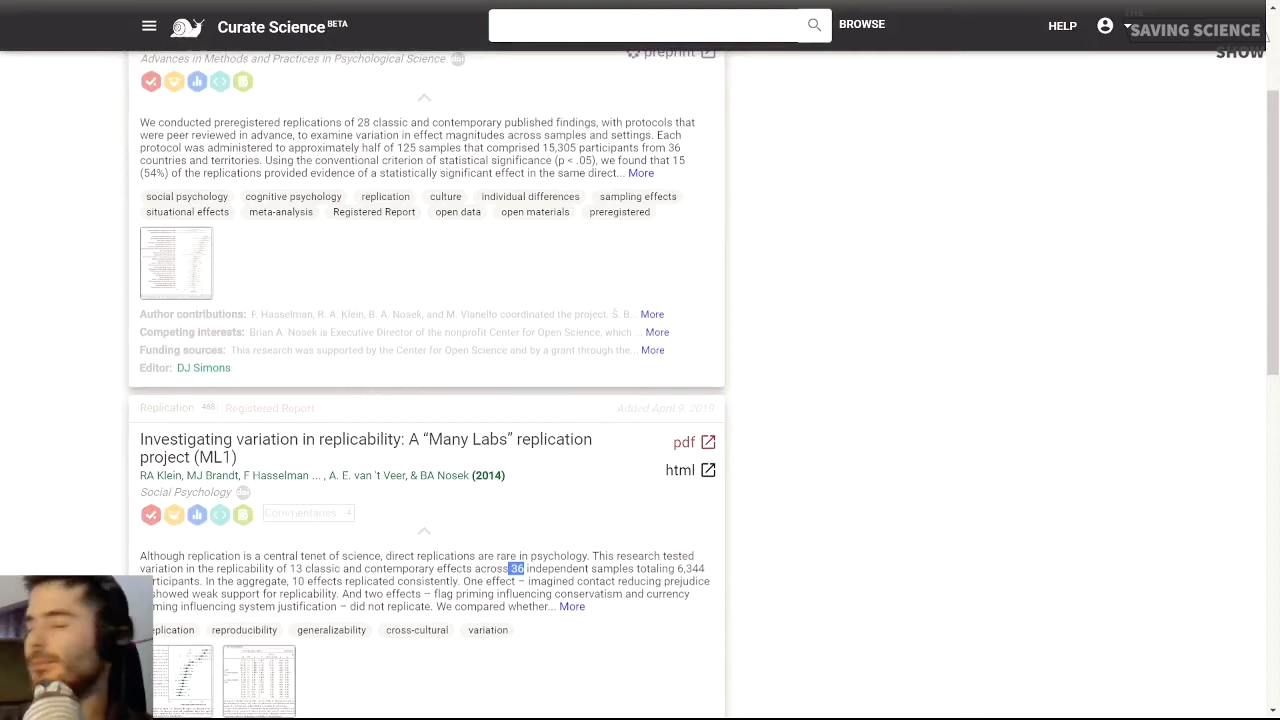 Curate Science BETA
BROWSE
HELP
THE
SAVING SCIENCE
SHOW
Advances in Methods and Practices in Psychological Science doi
preprint
We conducted preregistered replications of 28 classic and contemporary published findings, with protocols that
were peer reviewed in advance, to examine variation in effect magnitudes across samples and settings. Each
protocol was administered to approximately half of 125 samples that comprised 15,305 participants from 36
countries and territories. Using the conventional criterion of statistical significance (p < .05), we found that 15
(54%) of the replications provided evidence of a statistically significant effect in the same direct... More
social psychology cognitive psychology replication culture individual differences sampling effects
situational effects meta-analysis Registered Report open data open materials preregistered
Author contributions: F. Hasselman, R. A. Klein, B. A. Nosek, and M. Vianello coordinated the project. Š. B... More
Competing interests: Brian A. Nosek is Executive Director of the nonprofit Center for Open Science, which ... More
Funding sources: This research was supported by the Center for Open Science and by a grant through the... More
Editor: DJ Simons
Replication 468 Registered Report Added April 9, 2019
Investigating variation in replicability: A “Many Labs” replication
project (ML1)
pdf
RA Klein, MJ Brandt, F Hasselman ... , A. E. van 't Veer, & BA Nosek (2014)
html
Social Psychology doi
Commentaries -4
Although replication is a central tenet of science, direct replications are rare in psychology. This research tested
variation in the replicability of 13 classic and contemporary effects across 36 independent samples totaling 6,344
rticipants. In the aggregate, 10 effects replicated consistently. One effect – imagined contact reducing prejudice
showed weak support for replicability. And two effects – flag priming influencing conservatism and currency
ming influencing system justification – did not replicate. We compared whether... More
plication reproducibility generalizability cross-cultural variation